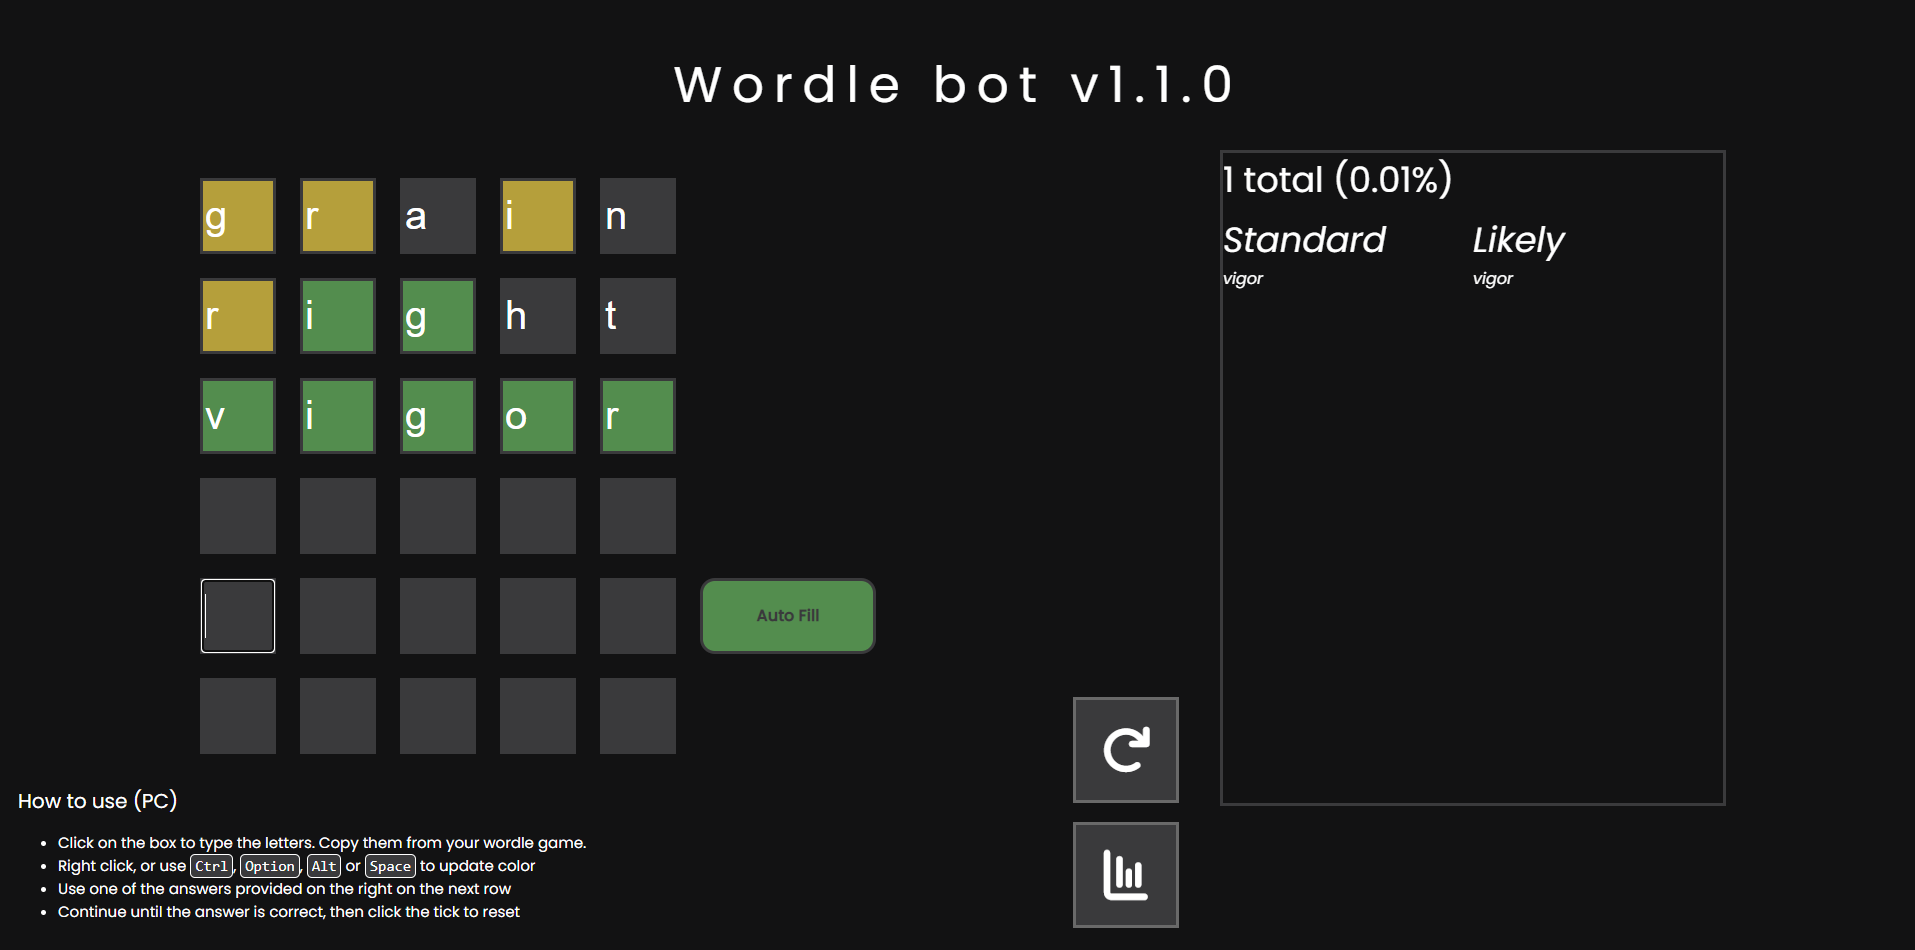 Wordle bot v1.1.0
g r a i n
r i g h t
v i g o r
Auto Fill
1 total (0.01%)
Standard Likely
vigor vigor
How to use (PC)
• Click on the box to type the letters. Copy them from your wordle game.
• Right click, or use Ctrl, Option, Alt or Space to update color
• Use one of the answers provided on the right on the next row
• Continue until the answer is correct, then click the tick to reset